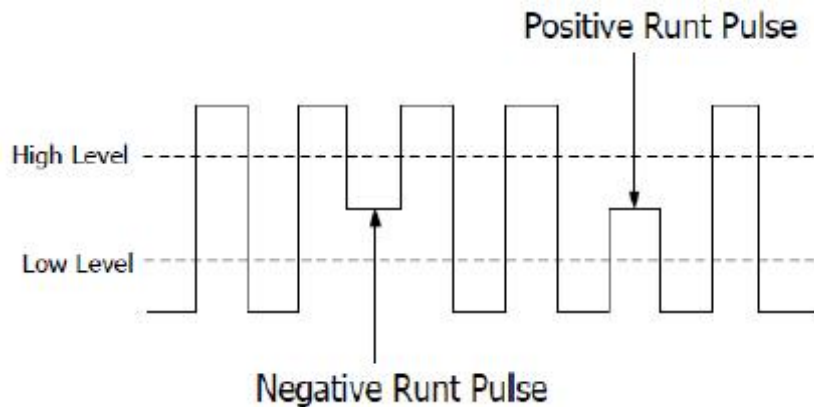 Positive Runt Pulse
High Level
Low Level
Negative Runt Pulse